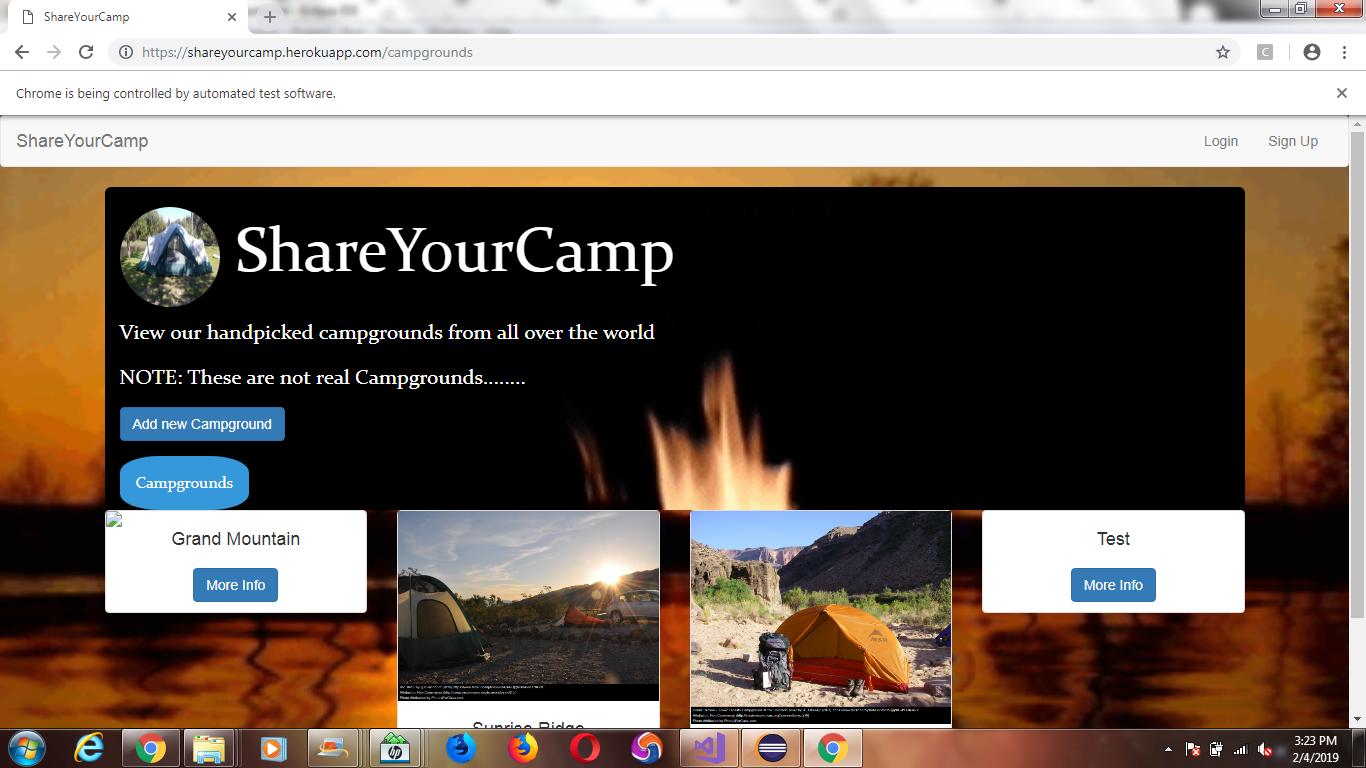 ShareYourCamp
https://shareyourcamp.herokuapp.com/campgrounds
C
Chrome is being controlled by automated test software.
ShareYourCamp
Login
Sign Up
ShareYourCamp
View our handpicked campgrounds from all over the world
NOTE: These are not real Campgrounds........
Add new Campground
Campgrounds
Grand Mountain
More Info
Sunrise Ridge
Test
More Info
hp
3:23 PM
2/4/2019